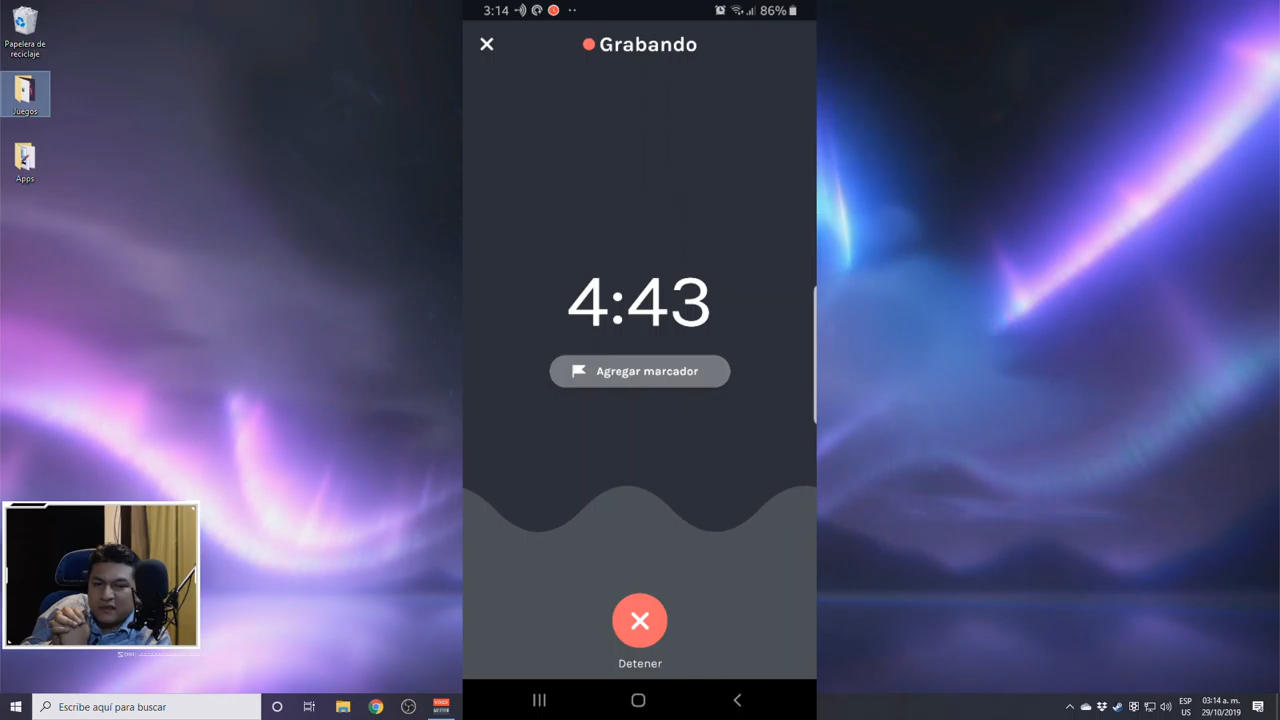 Papelera de
reciclaje
Juegos
Apps
3:14
86%
Grabando
4:43
Agregar marcador
Detener
Escribe aquí para buscar
ESP
US
03:14 a. m.
29/10/2019